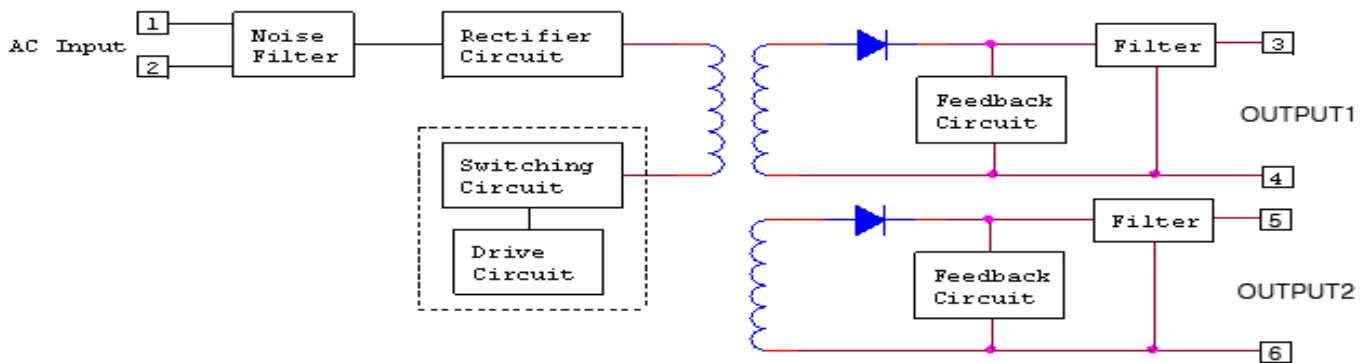 1
AC Input
2
Noise
Filter
Rectifier
Circuit
Switching
Circuit
Drive
Circuit
Feedback
Circuit
Filter
3
OUTPUT1
4
Feedback
Circuit
Filter
5
OUTPUT2
6